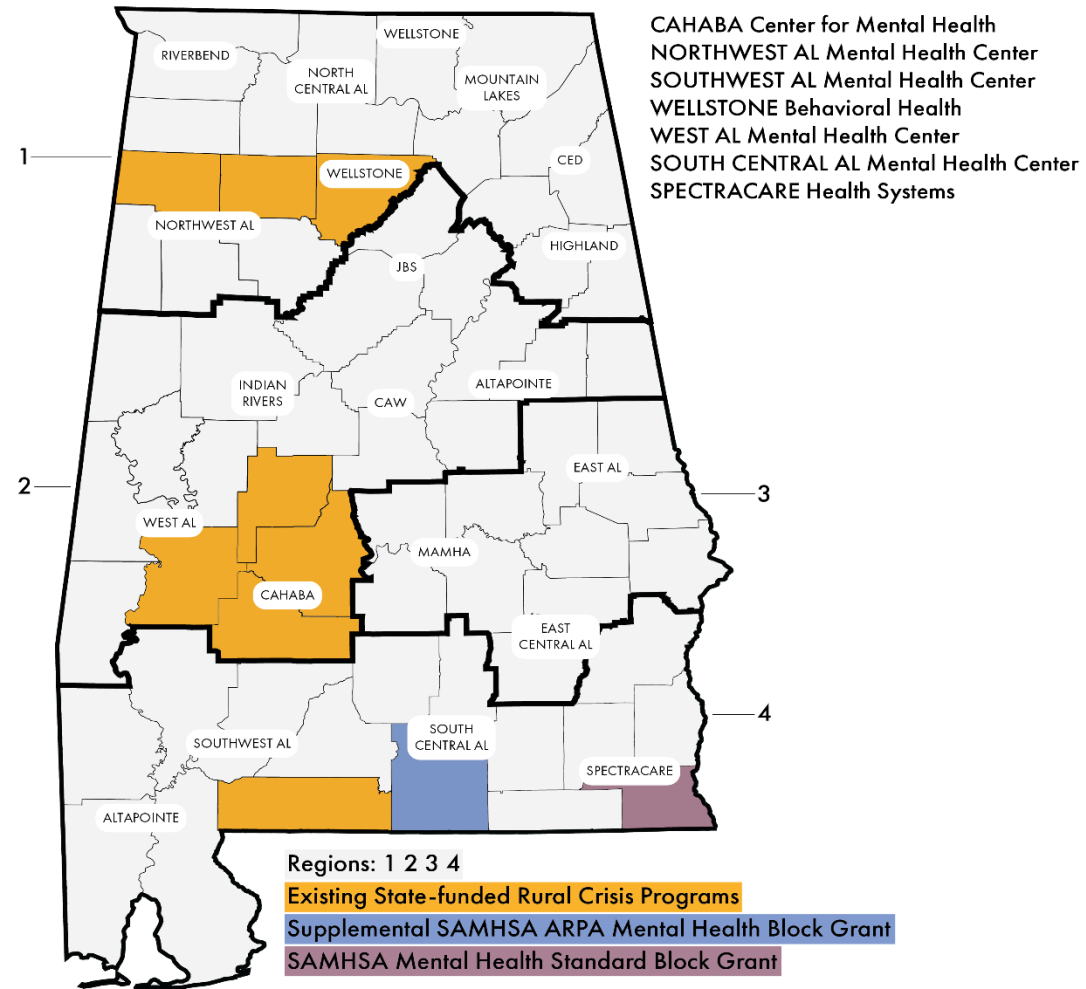 CAHABA Center for Mental Health
NORTHWEST AL Mental Health Center
SOUTHWEST AL Mental Health Center
WELLSTONE Behavioral Health
WEST AL Mental Health Center
SOUTH CENTRAL AL Mental Health Center
SPECTRACARE Health Systems
WELLSTONE
RIVERBEND
NORTH
CENTRAL AL
MOUNTAIN
LAKES
1
CED
WELLSTONE
NORTHWEST AL
HIGHLAND
JBS
INDIAN
RIVERS
ALTAPOINTE
CAW
EAST AL
2
3
WEST AL
MAMHA
CAHABA
EAST
CENTRAL AL
4
SOUTHWEST AL
SOUTH
CENTRAL AL
SPECTRACARE
ALTAPOINTE
Regions: 1 2 3 4
Existing State-funded Rural Crisis Programs
Supplemental SAMHSA ARPA Mental Health Block Grant
SAMHSA Mental Health Standard Block Grant